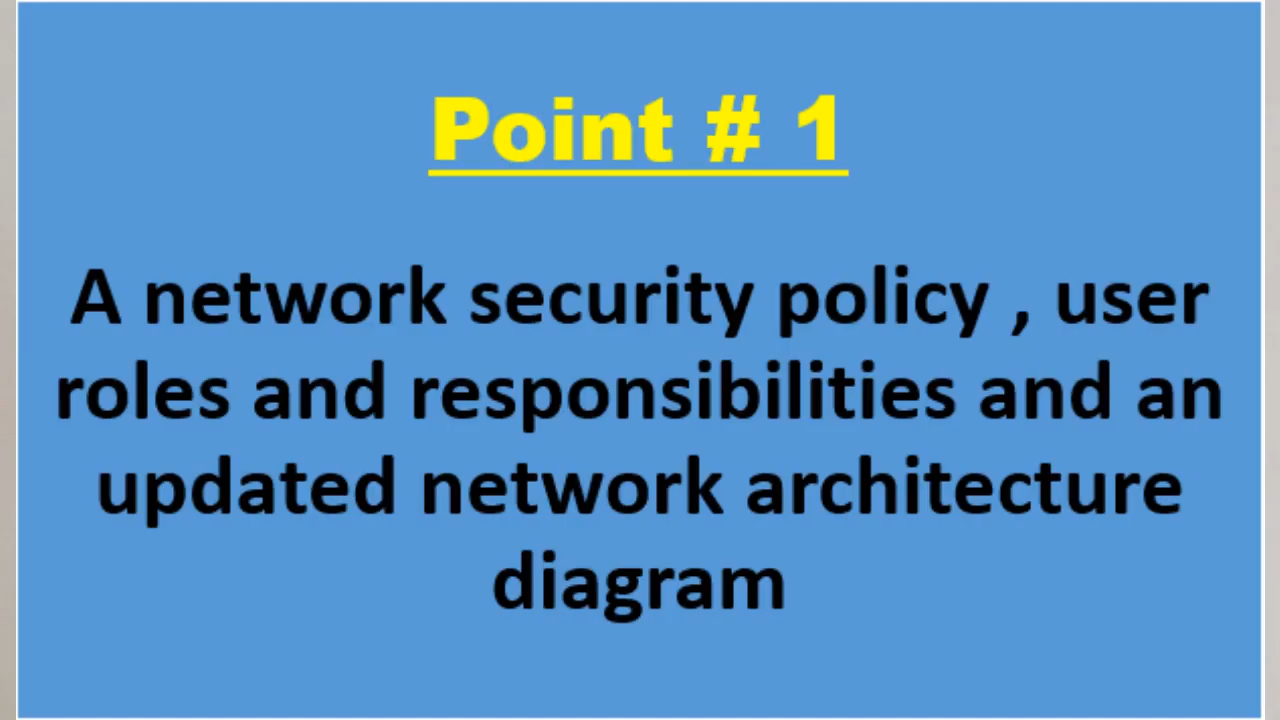 Point # 1
A network security policy , user
roles and responsibilities and an
updated network architecture
diagram